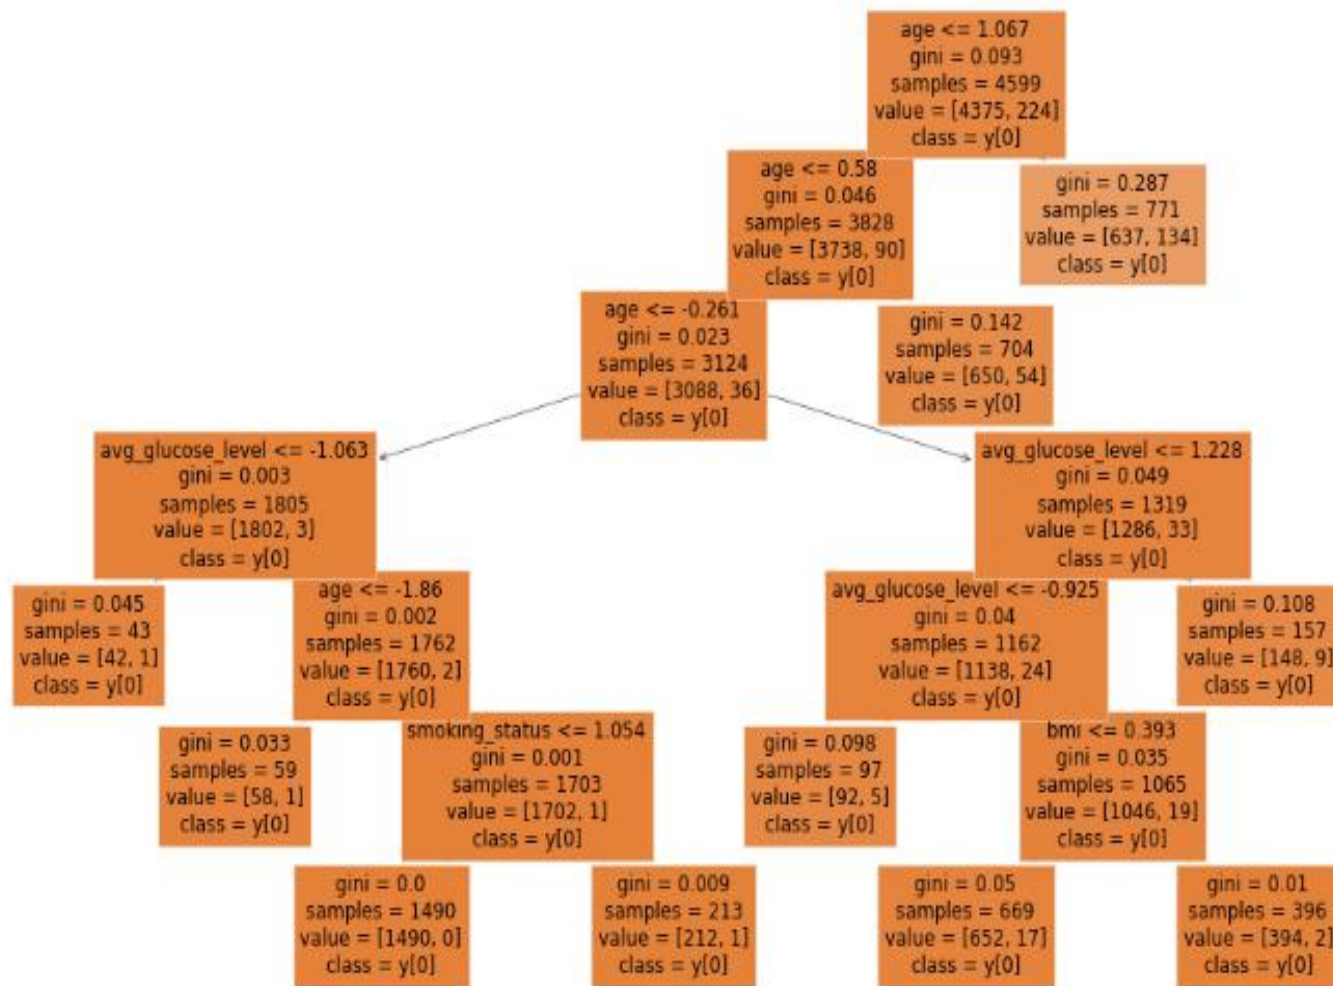 age <= 1.067
gini = 0.093
samples = 4599
value = [4375, 224]
class = y[0]
age <= 0.58
gini = 0.046
samples = 3828
value = [3738, 90]
class = y[0]
gini = 0.287
samples = 771
value = [637, 134]
class = y[0]
age <= -0.261
gini = 0.023
samples = 3124
value = [3088, 36]
class = y[0]
gini = 0.142
samples = 704
value = [650, 54]
class = y[0]
avg_glucose_level <= -1.063
gini = 0.003
samples = 1805
value = [1802, 3]
class = y[0]
avg_glucose_level <= 1.228
gini = 0.049
samples = 1319
value = [1286, 33]
class = y[0]
gini = 0.045
samples = 43
value = [42, 1]
class = y[0]
age <= -1.86
gini = 0.002
samples = 1762
value = [1760, 2]
class = y[0]
avg_glucose_level <= -0.925
gini = 0.04
samples = 1162
value = [1138, 24]
class = y[0]
gini = 0.108
samples = 157
value = [148, 9]
class = y[0]
gini = 0.033
samples = 59
value = [58, 1]
class = y[0]
smoking_status <= 1.054
gini = 0.001
samples = 1703
value = [1702, 1]
class = y[0]
gini = 0.098
samples = 97
value = [92, 5]
class = y[0]
bmi <= 0.393
gini = 0.035
samples = 1065
value = [1046, 19]
class = y[0]
gini = 0.0
samples = 1490
value = [1490, 0]
class = y[0]
gini = 0.009
samples = 213
value = [212, 1]
class = y[0]
gini = 0.05
samples = 669
value = [652, 17]
class = y[0]
gini = 0.01
samples = 396
value = [394, 2]
class = y[0]